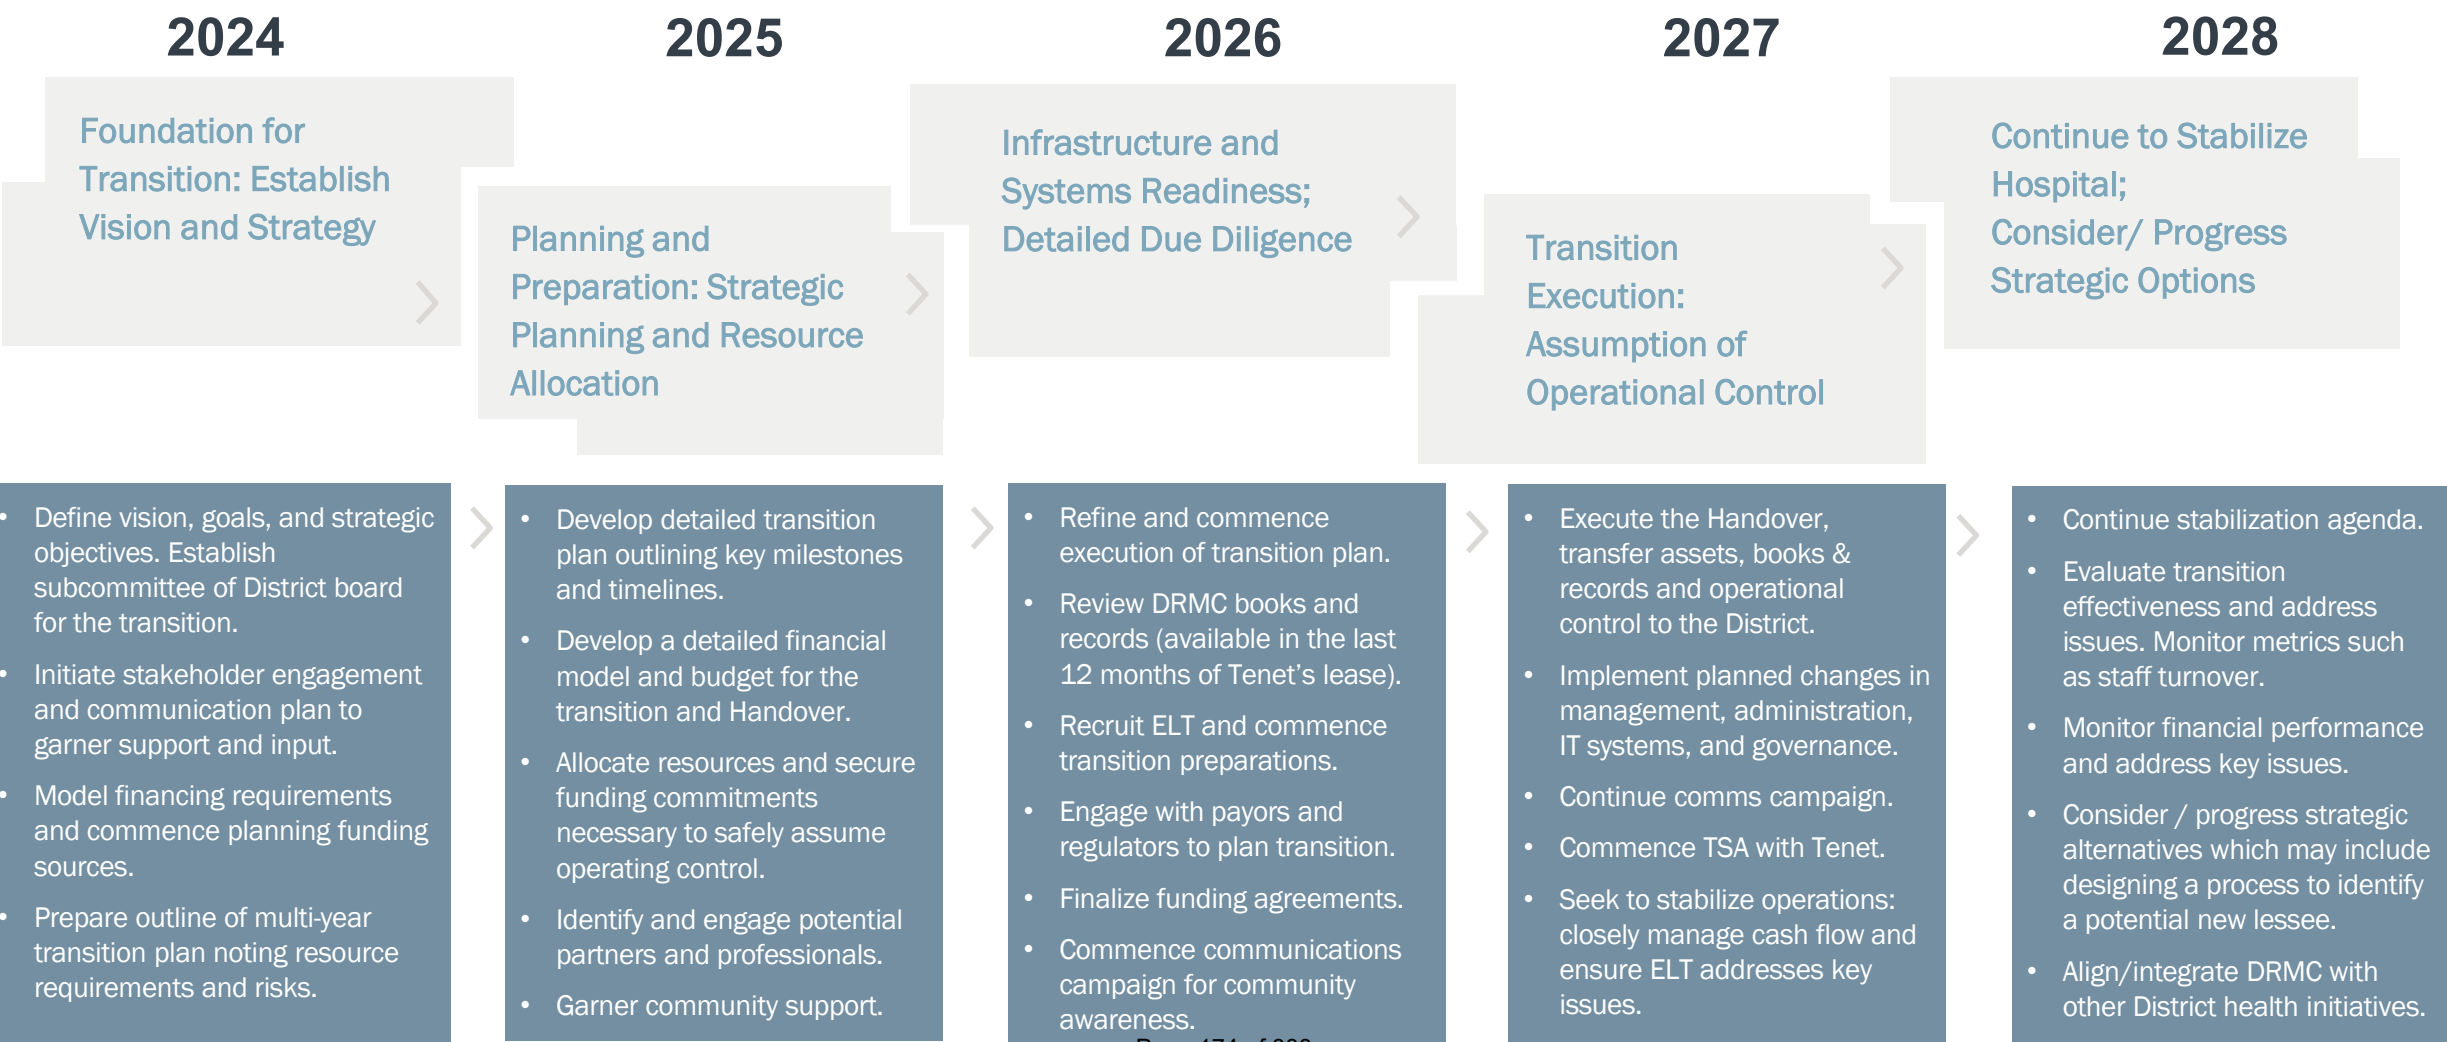 2024
2025
2026
2027
2028
Foundation for
Transition: Establish
Vision and Strategy
Planning and
Preparation: Strategic
Planning and Resource
Allocation
Infrastructure and
Systems Readiness;
Detailed Due Diligence
Transition
Execution:
Assumption of
Operational Control
Continue to Stabilize
Hospital;
Consider/ Progress
Strategic Options
• Define vision, goals, and strategic
objectives. Establish
subcommittee of District board
for the transition.
• Initiate stakeholder engagement
and communication plan to
garner support and input.
• Model financing requirements
and commence planning funding
sources.
• Prepare outline of multi-year
transition plan noting resource
requirements and risks.
• Develop detailed transition
plan outlining key milestones
and timelines.
• Develop a detailed financial
model and budget for the
transition and Handover.
• Allocate resources and secure
funding commitments
necessary to safely assume
operating control.
• Identify and engage potential
partners and professionals.
• Garner community support.
• Refine and commence
execution of transition plan.
• Review DRMC books and
records (available in the last
12 months of Tenet's lease).
• Recruit ELT and commence
transition preparations.
• Engage with payors and
regulators to plan transition.
• Finalize funding agreements.
• Commence communications
campaign for community
awareness.
• Execute the Handover,
transfer assets, books &
records and operational
control to the District.
• Implement planned changes in
management, administration,
IT systems, and governance.
• Continue comms campaign.
• Commence TSA with Tenet.
• Seek to stabilize operations:
closely manage cash flow and
ensure ELT addresses key
issues.
• Continue stabilization agenda.
• Evaluate transition
effectiveness and address
issues. Monitor metrics such
as staff turnover.
• Monitor financial performance
and address key issues.
• Consider / progress strategic
alternatives which may include
designing a process to identify
a potential new lessee.
• Align/integrate DRMC with
other District health initiatives.